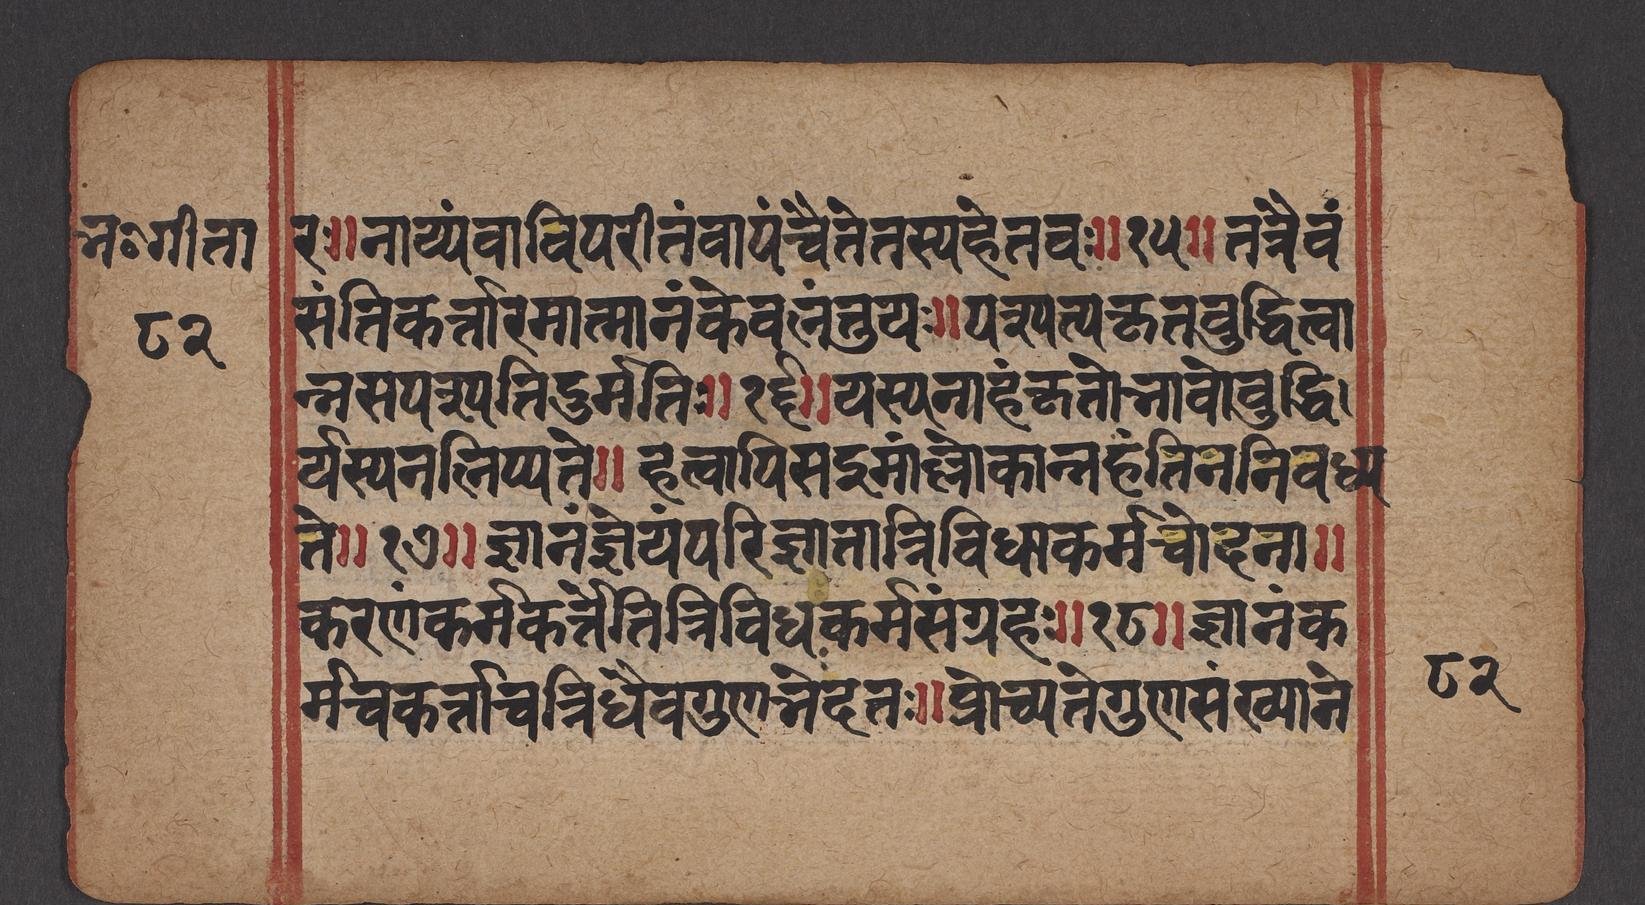 भ०गीता
८२
रः॥नाय्यंवाविपरीतंवापंचैतेतस्यहेतवः॥१५॥तत्रैवं
संतिकर्त्तारमात्मानंकेवलंतुयः॥पश्यत्यकृतबुद्धित्वा
न्नसपश्यतिदुर्मतिः॥१६॥यस्यनाहंकृतोभावोबुद्धि।
र्यस्यनलिप्यते॥हत्वापिसइमांल्लोकान्नहंतिननिबध्य
ते॥१७॥ज्ञानंज्ञेयंपरिज्ञातात्रिविधाकर्मचोदना॥
करणंकर्मकर्त्तेतित्रिविधकर्मसंग्रहः॥१८॥ज्ञानंक
र्मचकर्त्ताचत्रिधैवगुणभेदतः॥प्रोच्यतेगुणसंख्याने
८२